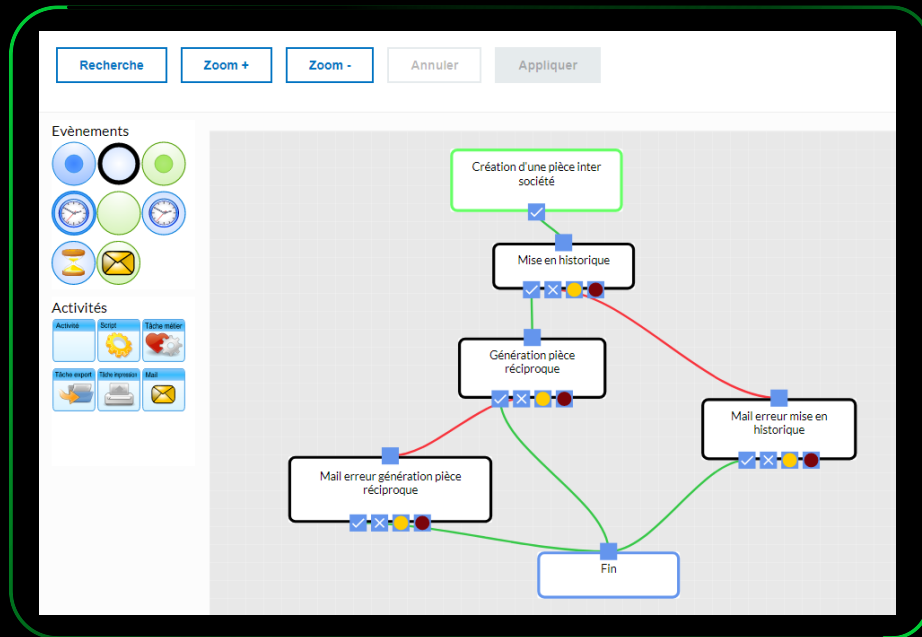 Recherche
Zoom +
Zoom -
Annuler
Appliquer
Evènements
Activités
Activité
Script
Tâche métier
Tâche export
Tâche impression
Mail
Création d'une pièce inter
société
Mise en historique
Génération pièce
réciproque
Mail erreur mise en
historique
Mail erreur génération pièce
réciproque
Fin